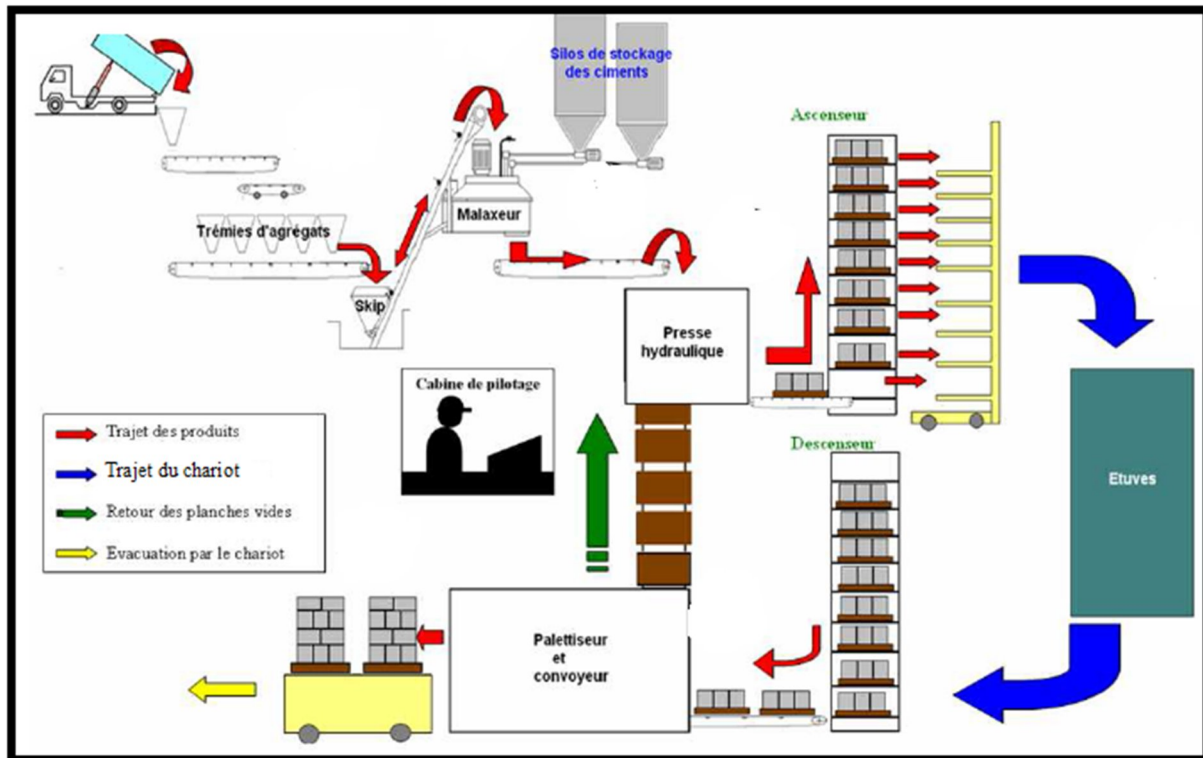 Silos de stockage
des ciments
Ascenseur
Malaxeur
Trémies d'agrégats
Skip
Presse
hydraulique
Cabine de pilotage
Trajet des produits
Trajet du chariot
Retour des planches vides
Evacuation par le chariot
Descenseur
Etuves
Palettiseur
et
convoyeur